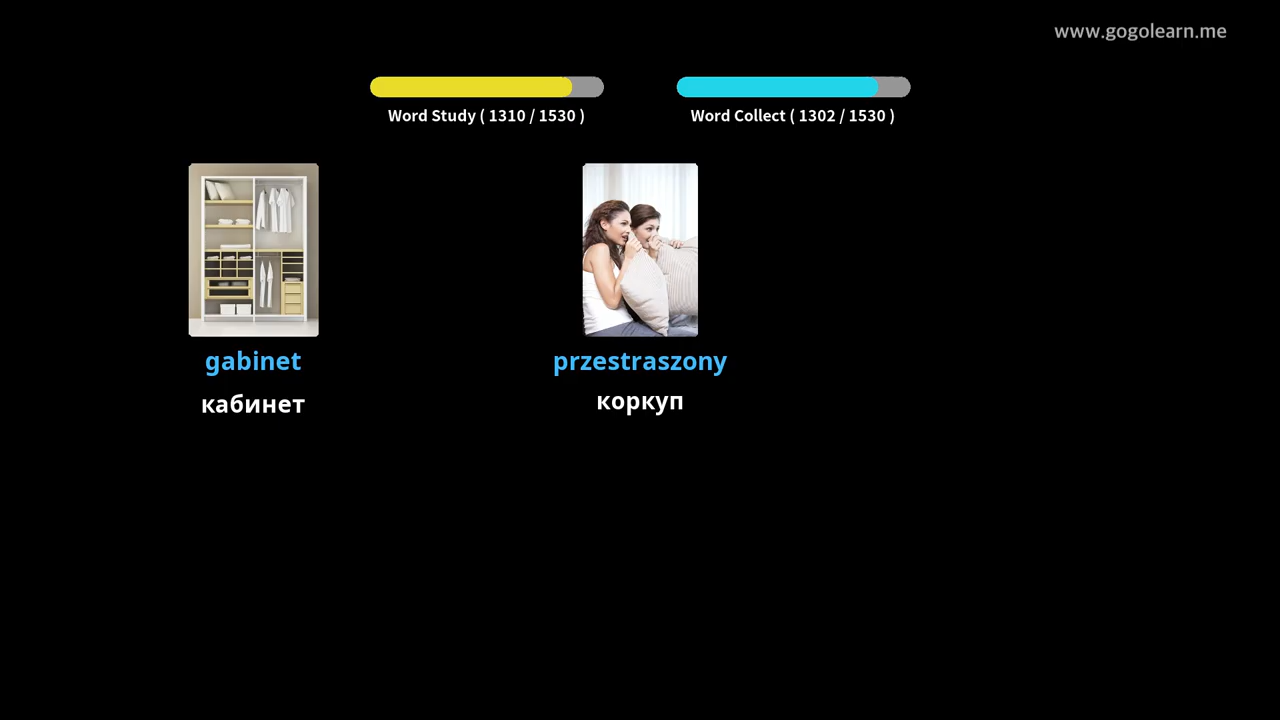 www.gogolearn.me
Word Study ( 1310 / 1530 )
Word Collect ( 1302 / 1530 )
gabinet
przestraszony
кабинет
коркуп